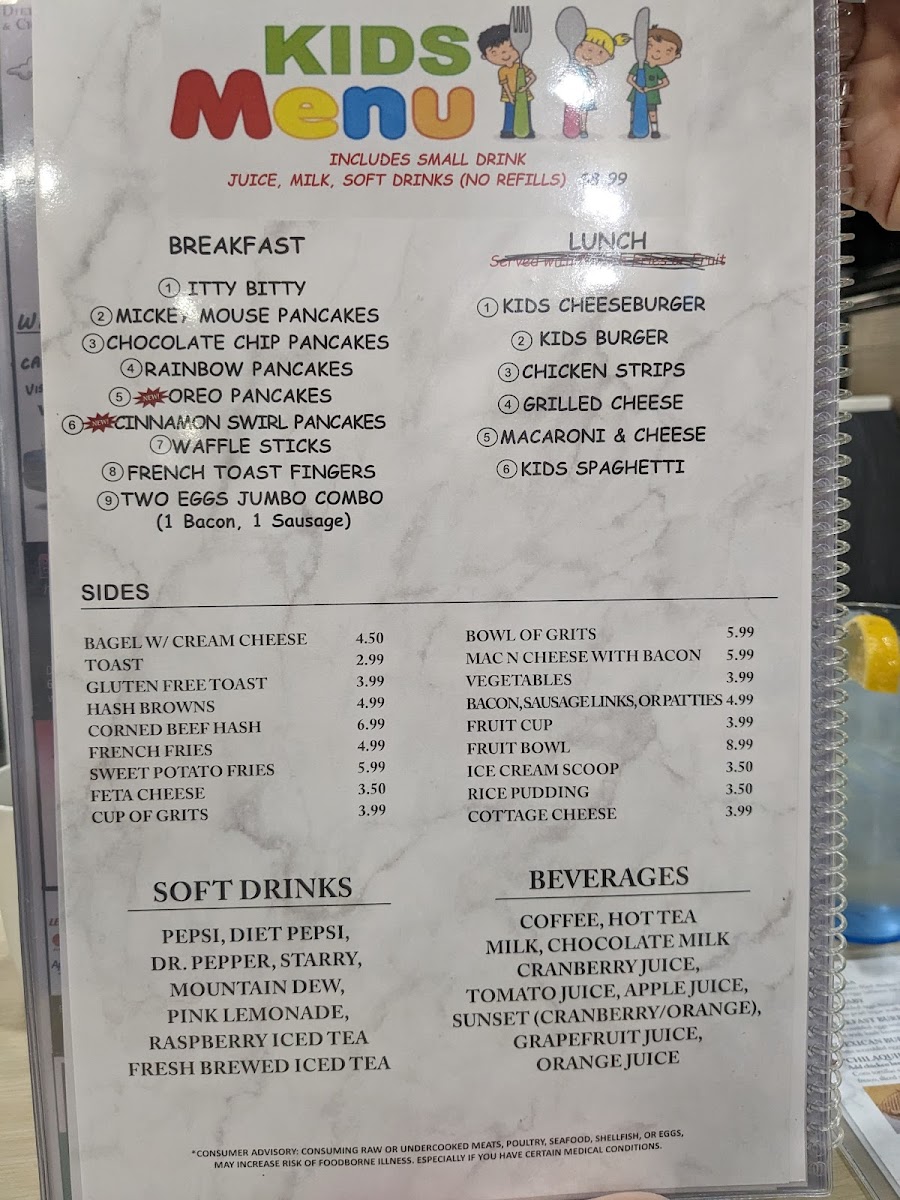 KIDS
Menu
INCLUDES SMALL DRINK
JUICE, MILK, SOFT DRINKS (NO REFILLS) $8.99
BREAKFAST
① ITTY BITTY
② MICKEY MOUSE PANCAKES
③ CHOCOLATE CHIP PANCAKES
④ RAINBOW PANCAKES
⑤ NEW! OREO PANCAKES
⑥ NEW! CINNAMON SWIRL PANCAKES
⑦ WAFFLE STICKS
⑧ FRENCH TOAST FINGERS
⑨ TWO EGGS JUMBO COMBO
(1 Bacon, 1 Sausage)
LUNCH
Served with Fruit
① KIDS CHEESEBURGER
② KIDS BURGER
③ CHICKEN STRIPS
④ GRILLED CHEESE
⑤ MACARONI & CHEESE
⑥ KIDS SPAGHETTI
SIDES
BAGEL W/ CREAM CHEESE 4.50
TOAST 2.99
GLUTEN FREE TOAST 3.99
HASH BROWNS 4.99
CORNED BEEF HASH 6.99
FRENCH FRIES 4.99
SWEET POTATO FRIES 5.99
FETA CHEESE 3.50
CUP OF GRITS 3.99
BOWL OF GRITS 5.99
MAC N CHEESE WITH BACON 5.99
VEGETABLES 3.99
BACON, SAUSAGE LINKS, OR PATTIES 4.99
FRUIT CUP 3.99
FRUIT BOWL 8.99
ICE CREAM SCOOP 3.50
RICE PUDDING 3.50
COTTAGE CHEESE 3.99
SOFT DRINKS
PEPSI, DIET PEPSI,
DR. PEPPER, STARRY,
MOUNTAIN DEW,
PINK LEMONADE,
RASPBERRY ICED TEA
FRESH BREWED ICED TEA
BEVERAGES
COFFEE, HOT TEA
MILK, CHOCOLATE MILK
CRANBERRY JUICE,
TOMATO JUICE, APPLE JUICE,
SUNSET (CRANBERRY/ORANGE),
GRAPEFRUIT JUICE,
ORANGE JUICE
*CONSUMER ADVISORY: CONSUMING RAW OR UNDERCOOKED MEATS, POULTRY, SEAFOOD, SHELLFISH, OR EGGS,
MAY INCREASE RISK OF FOODBORNE ILLNESS. ESPECIALLY IF YOU HAVE CERTAIN MEDICAL CONDITIONS.